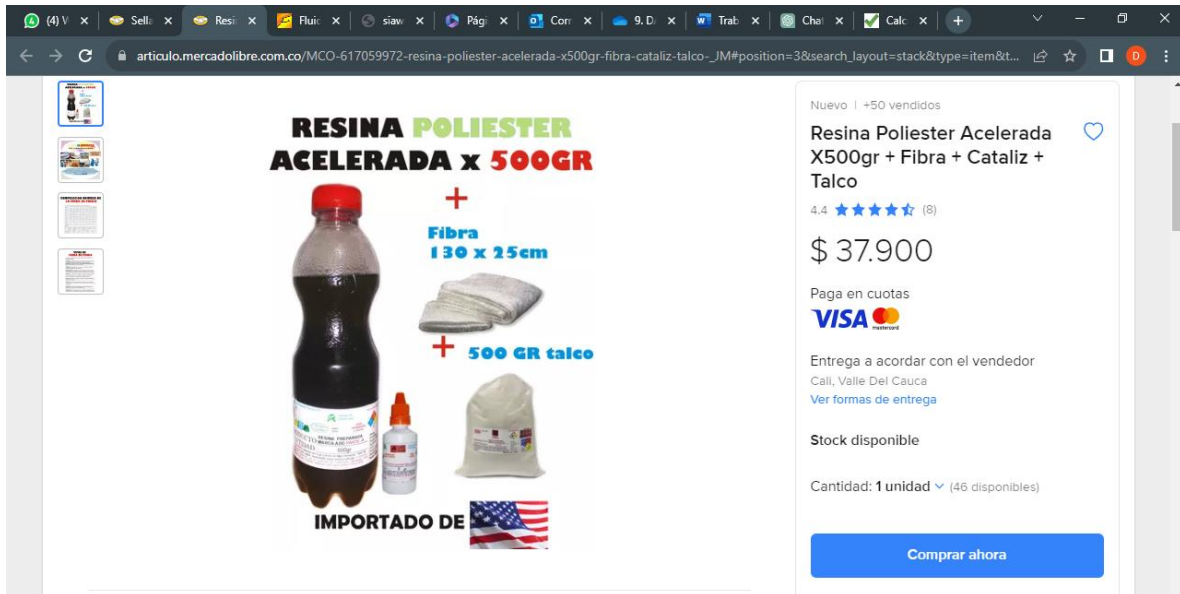 (4) V
Sella
Resin
Fluid
siaw
Pági
Corr
9. D
Trab
Chat
Calc
articulo.mercadolibre.com.co/MCO-617059972-resina-poliester-acelerada-x500gr-fibra-cataliz-talco-_JM#position=3&search_layout=stack&type=item&t...
D
RESINA POLIESTER
ACELERADA x 500GR
+
Fibra
130 x 25cm
+ 500 GR talco
IMPORTADO DE
Nuevo | +50 vendidos
Resina Poliester Acelerada
X500gr + Fibra + Cataliz +
Talco
4.4 (8)
$ 37.900
Paga en cuotas
VISA mastercard
Entrega a acordar con el vendedor
Cali, Valle Del Cauca
Ver formas de entrega
Stock disponible
Cantidad: 1 unidad (46 disponibles)
Comprar ahora